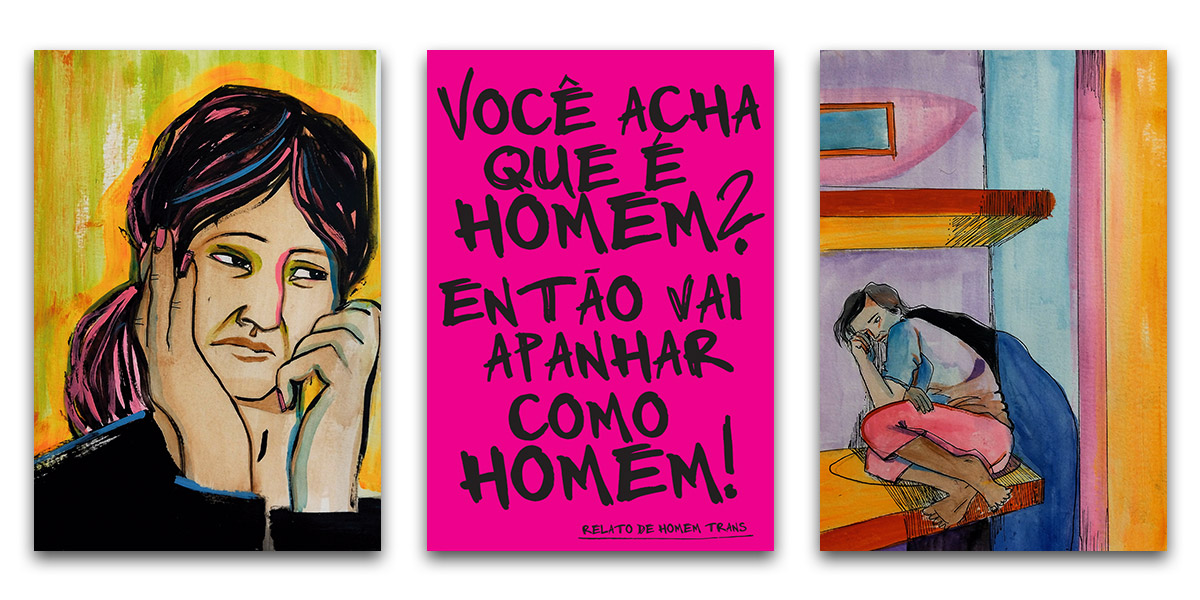 VOCÊ ACHA
QUE É
HOMEM?
ENTÃO VAI
APANHAR
COMO
HOMEM!
RELATO DE HOMEM TRANS